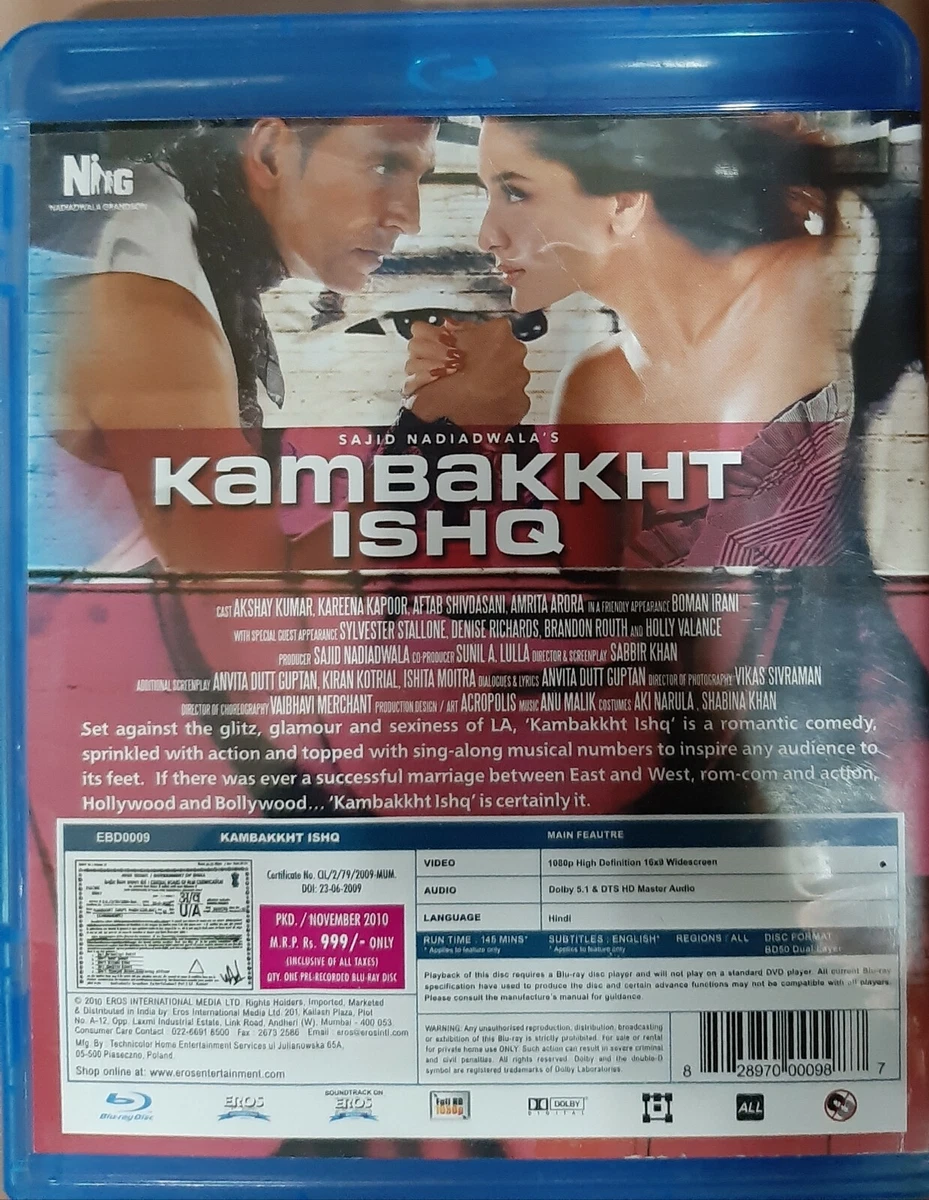 NiNG
NADIADWALA GRANDSON
SAJID NADIADWALA'S
KAMBAKKHT
ISHQ
CAST AKSHAY KUMAR, KAREENA KAPOOR, AFTAB SHIVDASANI, AMRITA ARORA IN A FRIENDLY APPEARANCE BOMAN IRANI
WITH SPECIAL GUEST APPEARANCE SYLVESTER STALLONE, DENISE RICHARDS, BRANDON ROUTH AND HOLLY VALANCE
PRODUCER SAJID NADIADWALA CO-PRODUCER SUNIL A. LULLA DIRECTOR & SCREENPLAY SABBIR KHAN
ADDITIONAL SCREENPLAY ANVITA DUTT GUPTAN, KIRAN KOTRIAL, ISHITA MOITRA DIALOGUES & LYRICS ANVITA DUTT GUPTAN DIRECTOR OF PHOTOGRAPHY VIKAS SIVRAMAN
DIRECTOR OF CHOREOGRAPHY VAIBHAVI MERCHANT PRODUCTION DESIGN / ART ACROPOLIS MUSIC ANU MALIK COSTUMES AKI NARULA, SHABINA KHAN
Set against the glitz, glamour and sexiness of LA, 'Kambakkht Ishq' is a romantic comedy,
sprinkled with action and topped with sing-along musical numbers to inspire any audience to
its feet. If there was ever a successful marriage between East and West, rom-com and action,
Hollywood and Bollywood... 'Kambakkht Ishq' is certainly it.
EBD0009 KAMBAKKHT ISHQ MAIN FEAUTRE
U/A
Certificate No. CIL/2/79/2009-MUM.
DOI: 23-06-2009
PKD. / NOVEMBER 2010
M.R.P. Rs. 999/- ONLY
(INCLUSIVE OF ALL TAXES)
QTY. ONE PRE-RECORDED BLU-RAY DISC
VIDEO 1080p High Definition 16x9 Widescreen
AUDIO Dolby 5.1 & DTS HD Master Audio
LANGUAGE Hindi
RUN TIME : 145 MINS* SUBTITLES : ENGLISH* REGIONS : ALL DISC FORMAT
* Applies to feature only * Applies to feature only BD50 Dual Layer
Playback of this disc requires a Blu-ray disc player and will not play on a standard DVD player. All current Blu-ray
specification have used to produce the disc and certain advance functions may not be compatible with all players.
Please consult the manufacture's manual for guidance.
© 2010 EROS INTERNATIONAL MEDIA LTD. Rights Holders, Imported, Marketed
& Distributed in India by: Eros International Media Ltd. 201, Kailash Plaza, Plot
No. A-12, Opp. Laxmi Industrial Estate, Link Road, Andheri (W), Mumbai - 400 053.
Consumer Care Contact : 022-6691 8500 Fax : 2673 2586 Email : eros@erosintl.com
Mfg. By : Technicolor Home Entertainment Services ul Julianowska 65A,
05-500 Piaseczno, Poland.
Shop online at: www.erosentertainment.com
WARNING: Any unauthorised reproduction, distribution, broadcasting
or exhibition of this Blu-ray is strictly prohibited. For sale or rental
for private home use ONLY. Such action can result in severe criminal
and civil penalties. All rights reserved. Dolby and the double-D
symbol are registered trademarks of Dolby Laboratories.
8 28970 00098 7
Blu-ray Disc
EROS
SOUNDTRACK ON
EROS
Full HD
1080p
DOLBY
DIGITAL
16:9
ALL